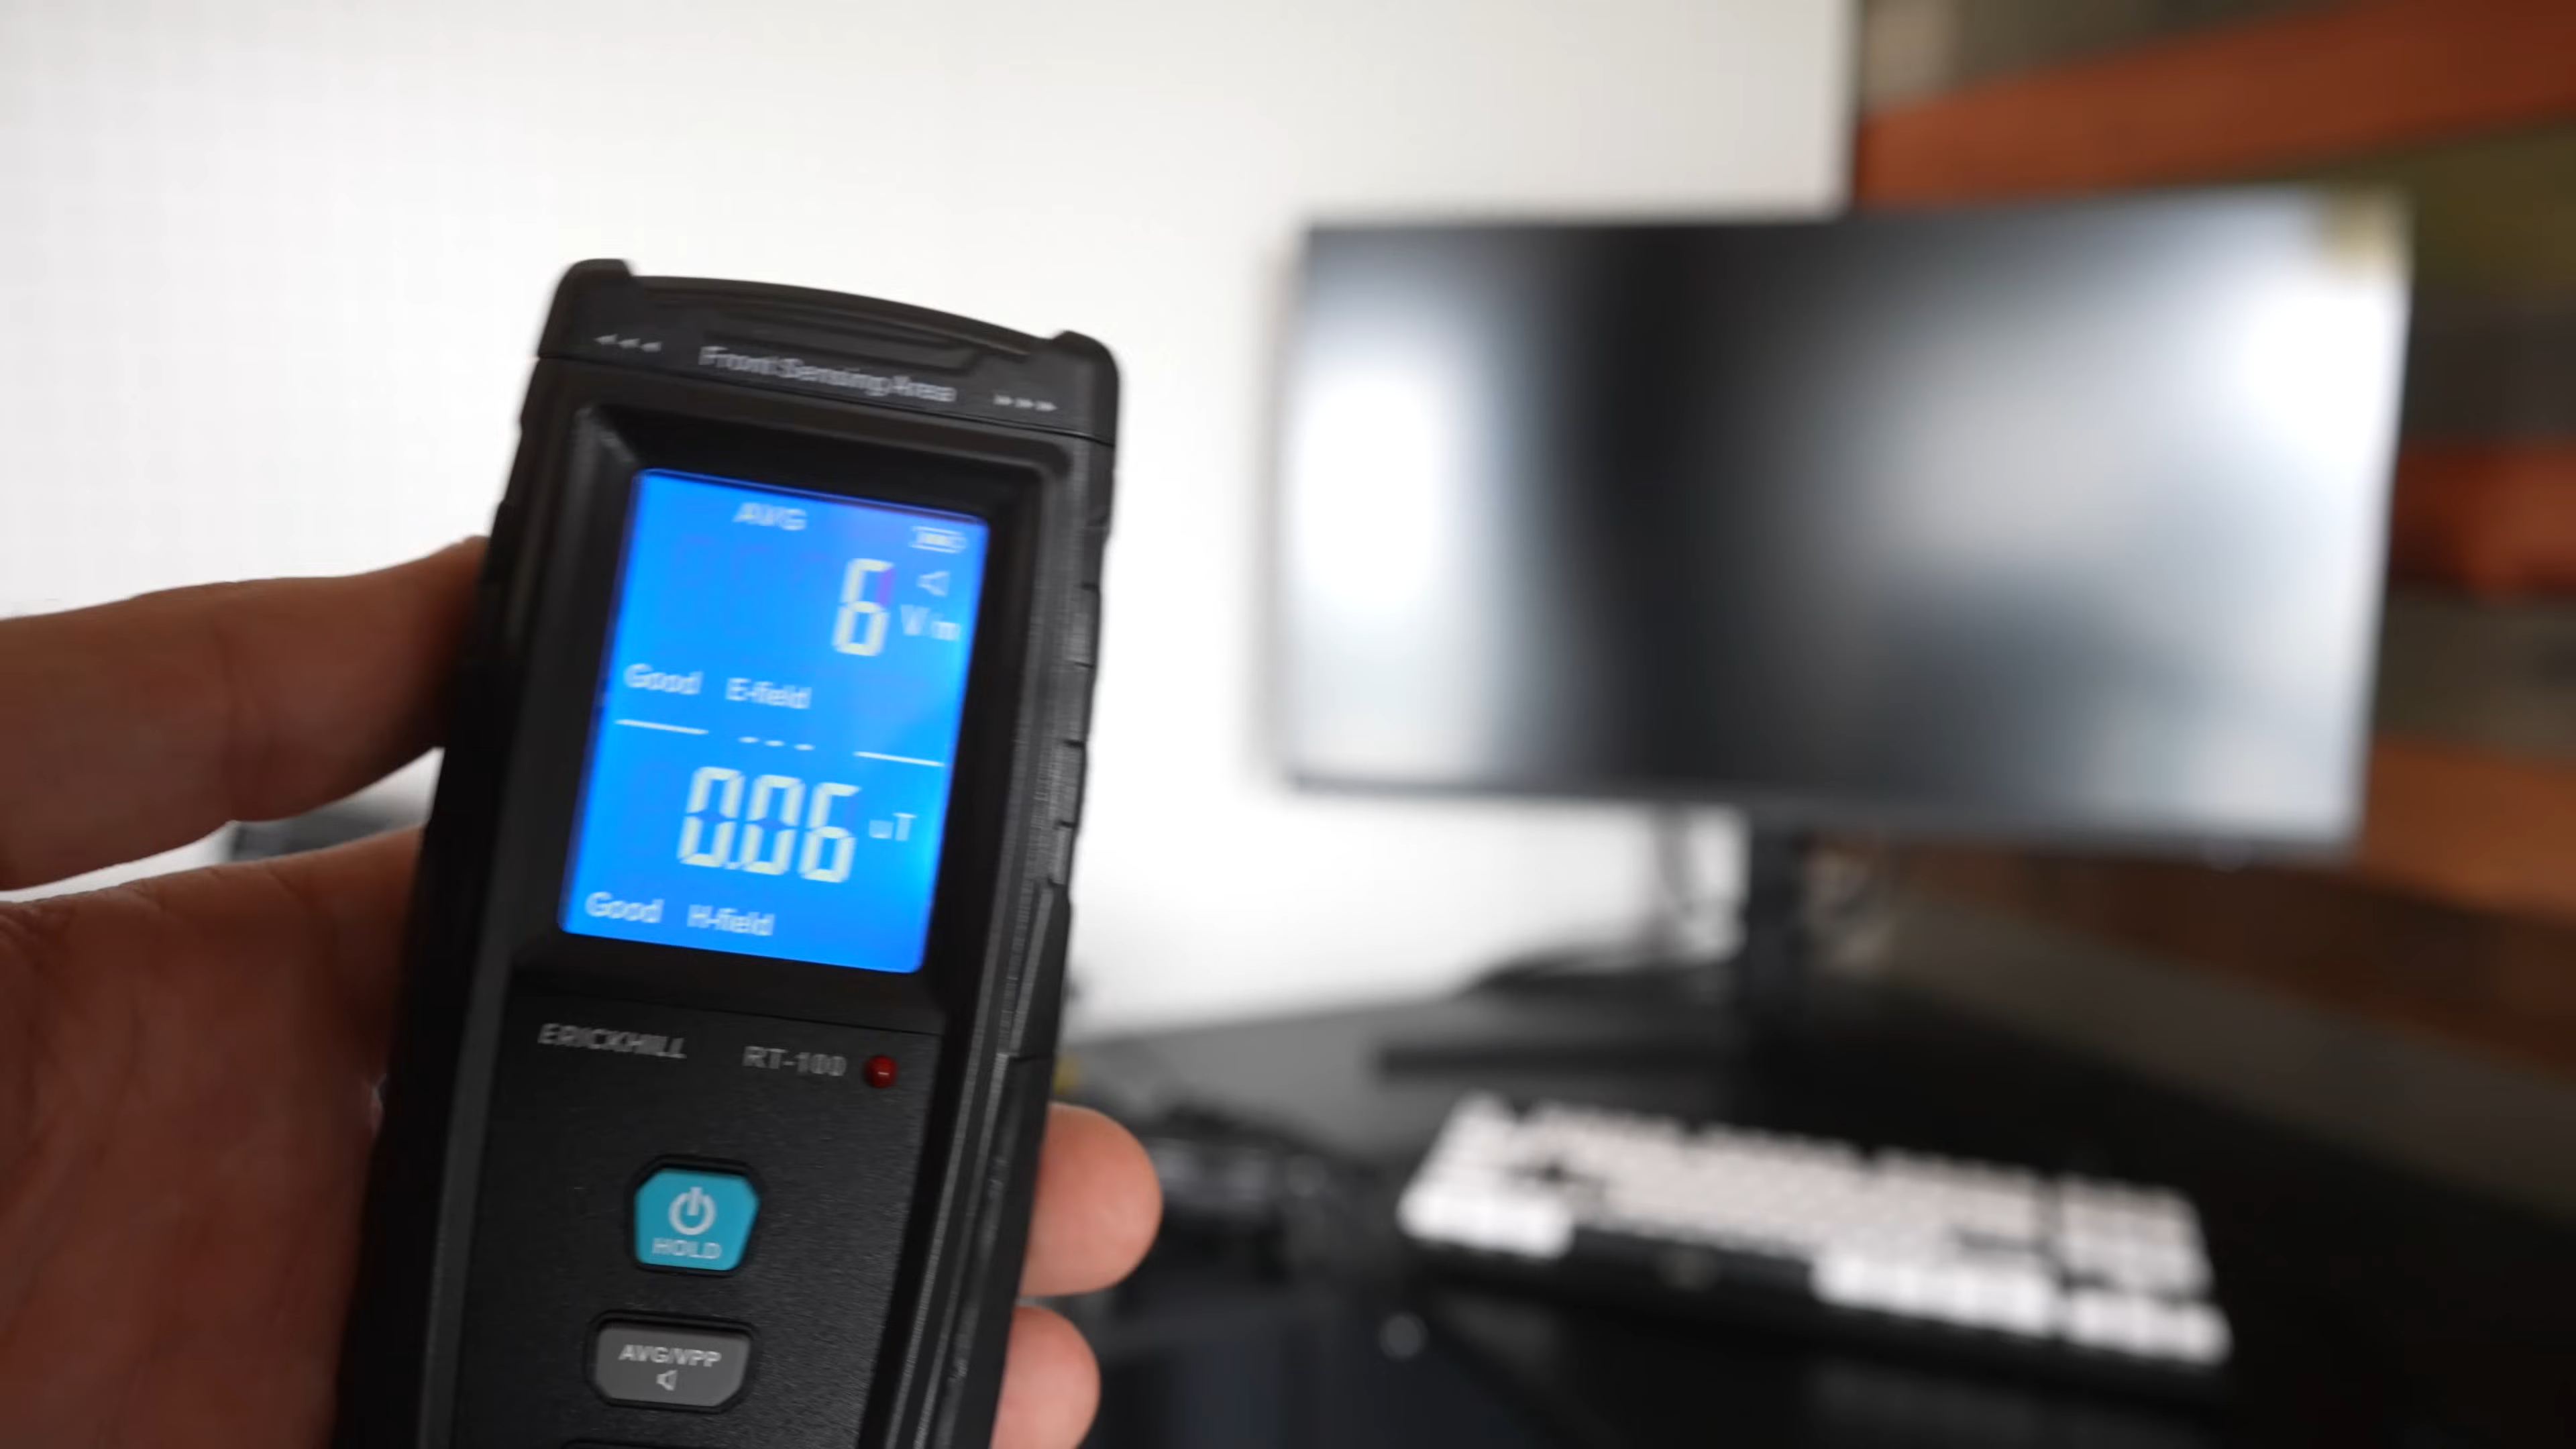 Front Sensing Area
AVG
6 V/m
Good E-field
0.06 uT
Good H-field
ERICKHILL RT-100
HOLD
AVG/VPP